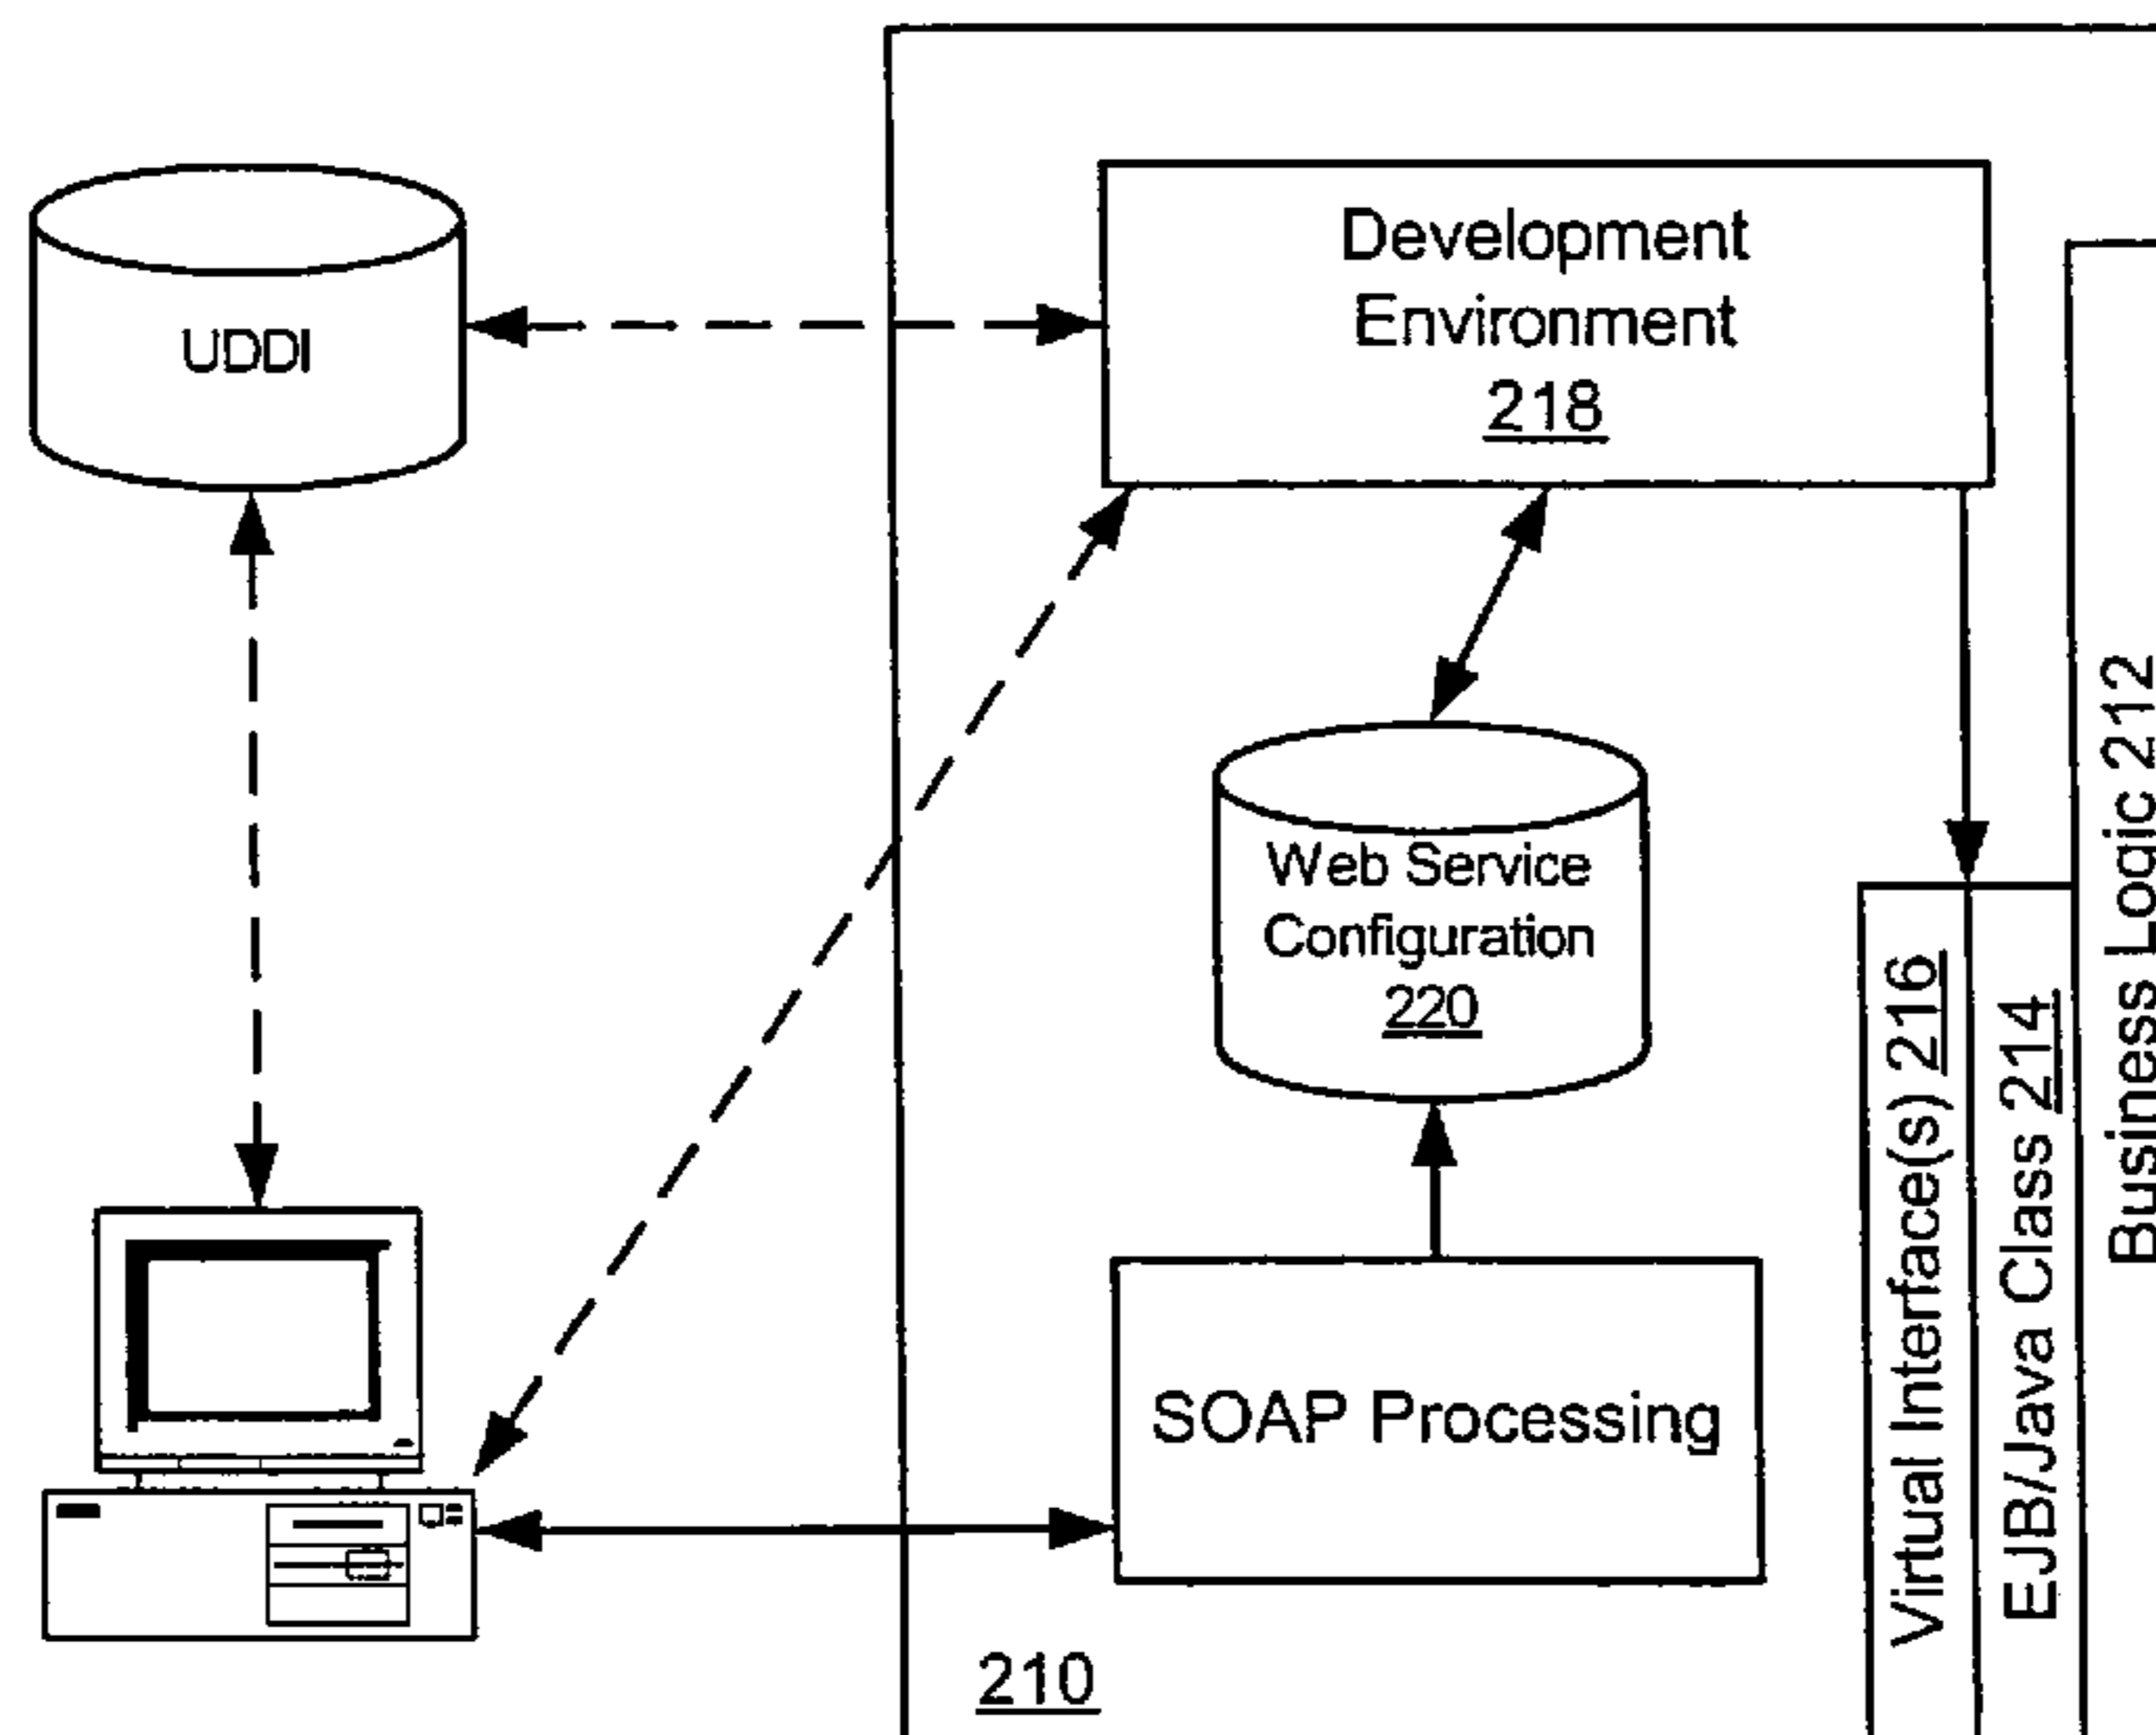 UDDI
Development
Environment
218
Web Service
Configuration
220
SOAP Processing
210
Virtual Interface(s) 216
EJB/Java Class 214
Business Logic 212